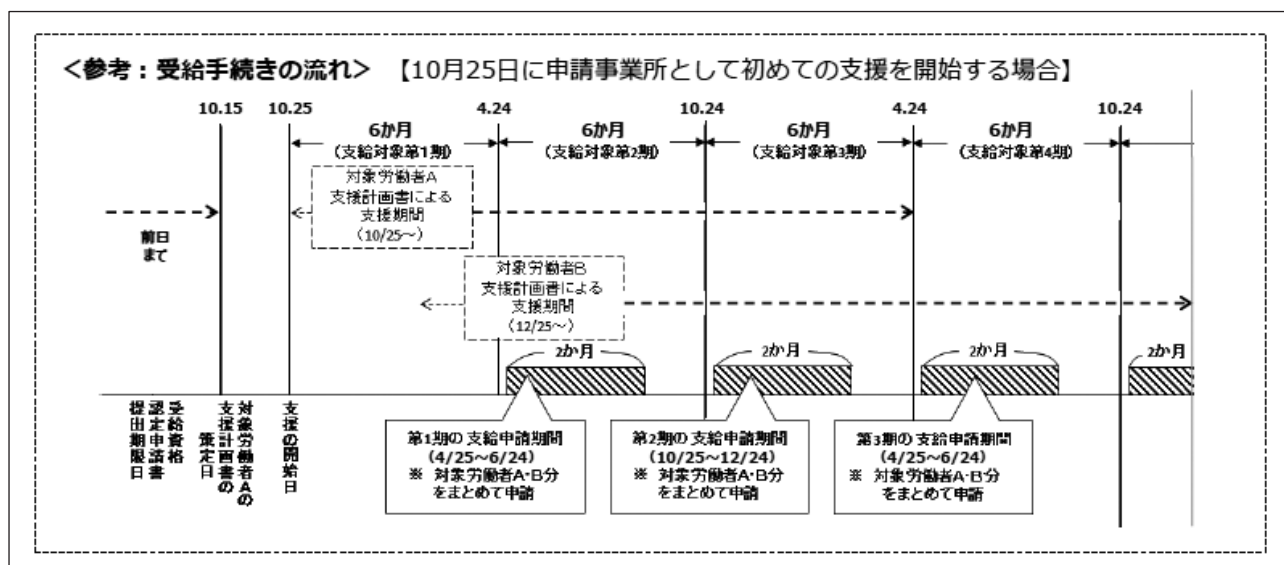 ＜参考：受給手続きの流れ＞ 【10月25日に申請事業所として初めての支援を開始する場合】
10.15 10.25 4.24 10.24 4.24 10.24
6か月 6か月 6か月 6か月
（支給対象第1期） （支給対象第2期） （支給対象第3期） （支給対象第4期）
対象労働者A
支援計画書による
支援期間
（10/25～）
前日
まで
対象労働者B
支援計画書による
支援期間
（12/25～）
2か月 2か月 2か月 2か月
受給資格
認定申請書
提出期限日
対象労働者Aの
支援計画書の
策定日
支援の開始日
第1期の支給申請期間
（4/25～6/24）
※ 対象労働者A・B分
をまとめて申請
第2期の支給申請期間
（10/25～12/24）
※ 対象労働者A・B分
をまとめて申請
第3期の支給申請期間
（4/25～6/24）
※ 対象労働者A・B分
をまとめて申請